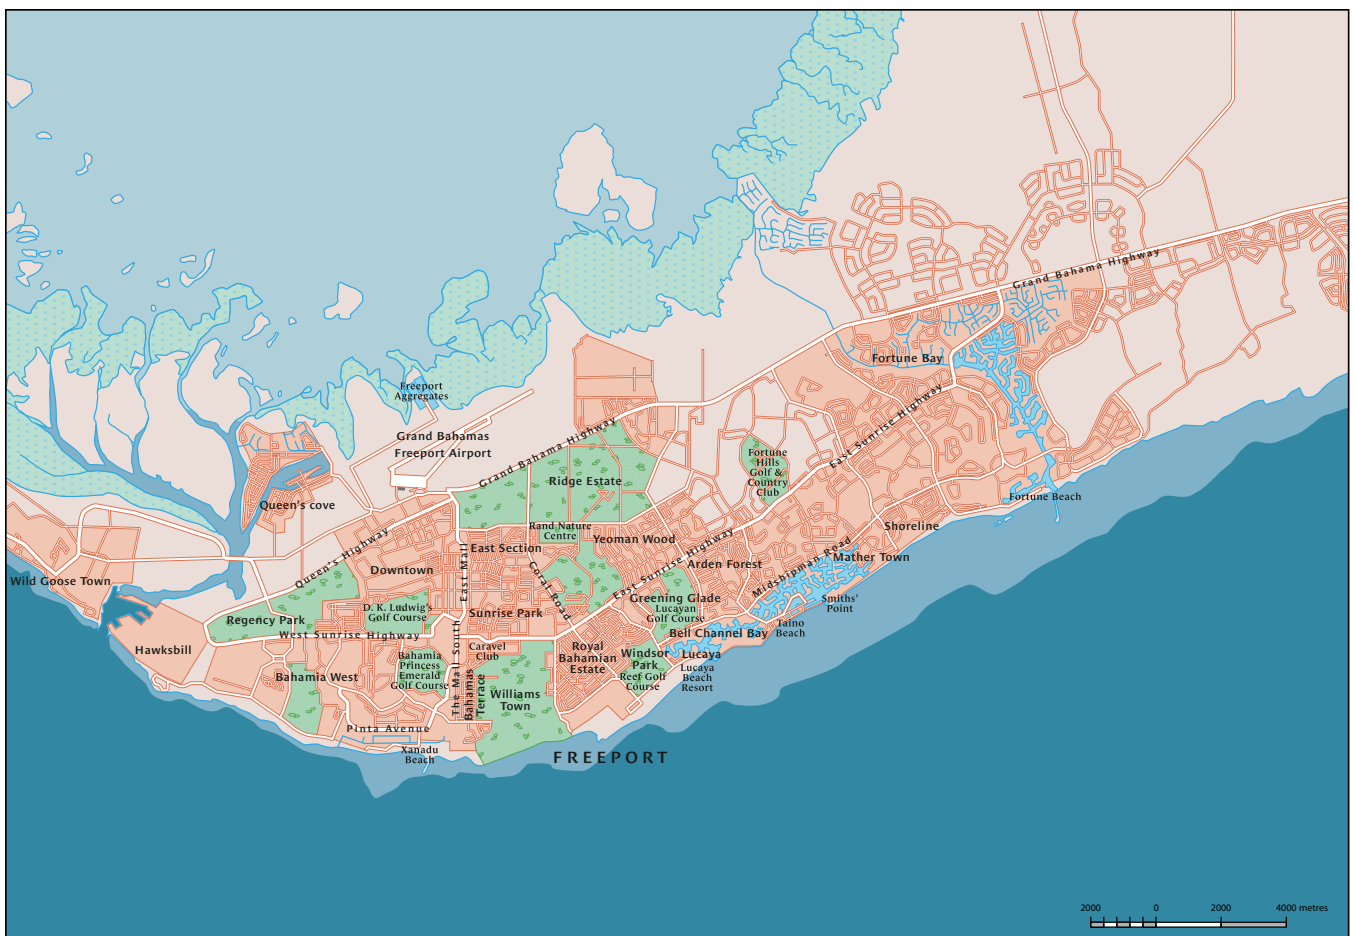 Grand Bahama Highway
Fortune Bay
Freeport
Aggregates
Grand Bahamas
Freeport Airport
Grand Bahama Highway
East Sunrise Highway
Fortune
Hills
Golf &
Country
Club
Ridge Estate
Queen's cove
Fortune Beach
Rand Nature
Centre
Yeoman Wood
Shoreline
East Section
East Mall
Queen's Highway
Downtown
Coral Road
East Sunrise Highway
Arden Forest
Midshipman Road
Mather Town
Wild Goose Town
Greening Glade
Lucayan
Golf Course
Smiths'
Point
D. K. Ludwig's
Golf Course
Sunrise Park
Regency Park
Taino
Beach
West Sunrise Highway
Bell Channel Bay
Hawksbill
Caravel
Club
Royal
Bahamian
Estate
Windsor
Park
Reef Golf
Course
Lucaya
Lucaya
Beach
Resort
Bahamia
Princess
Emerald
Golf Course
The Mall South
Bahamia West
Bahamas
Terrace
Williams
Town
Pinta Avenue
Xanadu
Beach
FREEPORT
2000 0 2000 4000 metres